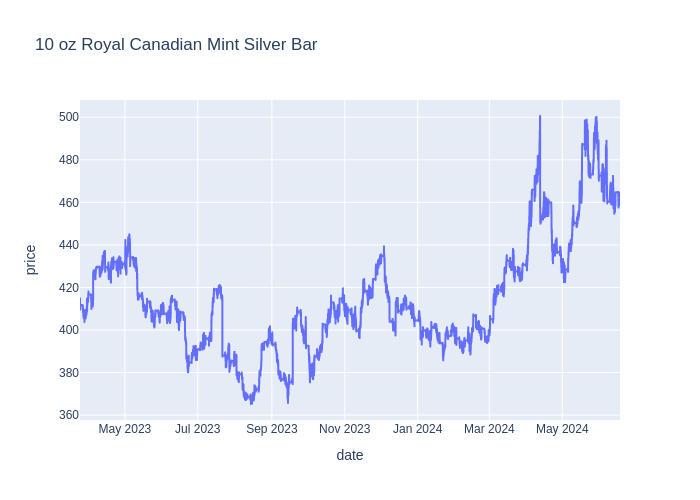 10 oz Royal Canadian Mint Silver Bar
500
480
460
440
420
400
380
360
price
May 2023 Jul 2023 Sep 2023 Nov 2023 Jan 2024 Mar 2024 May 2024
date